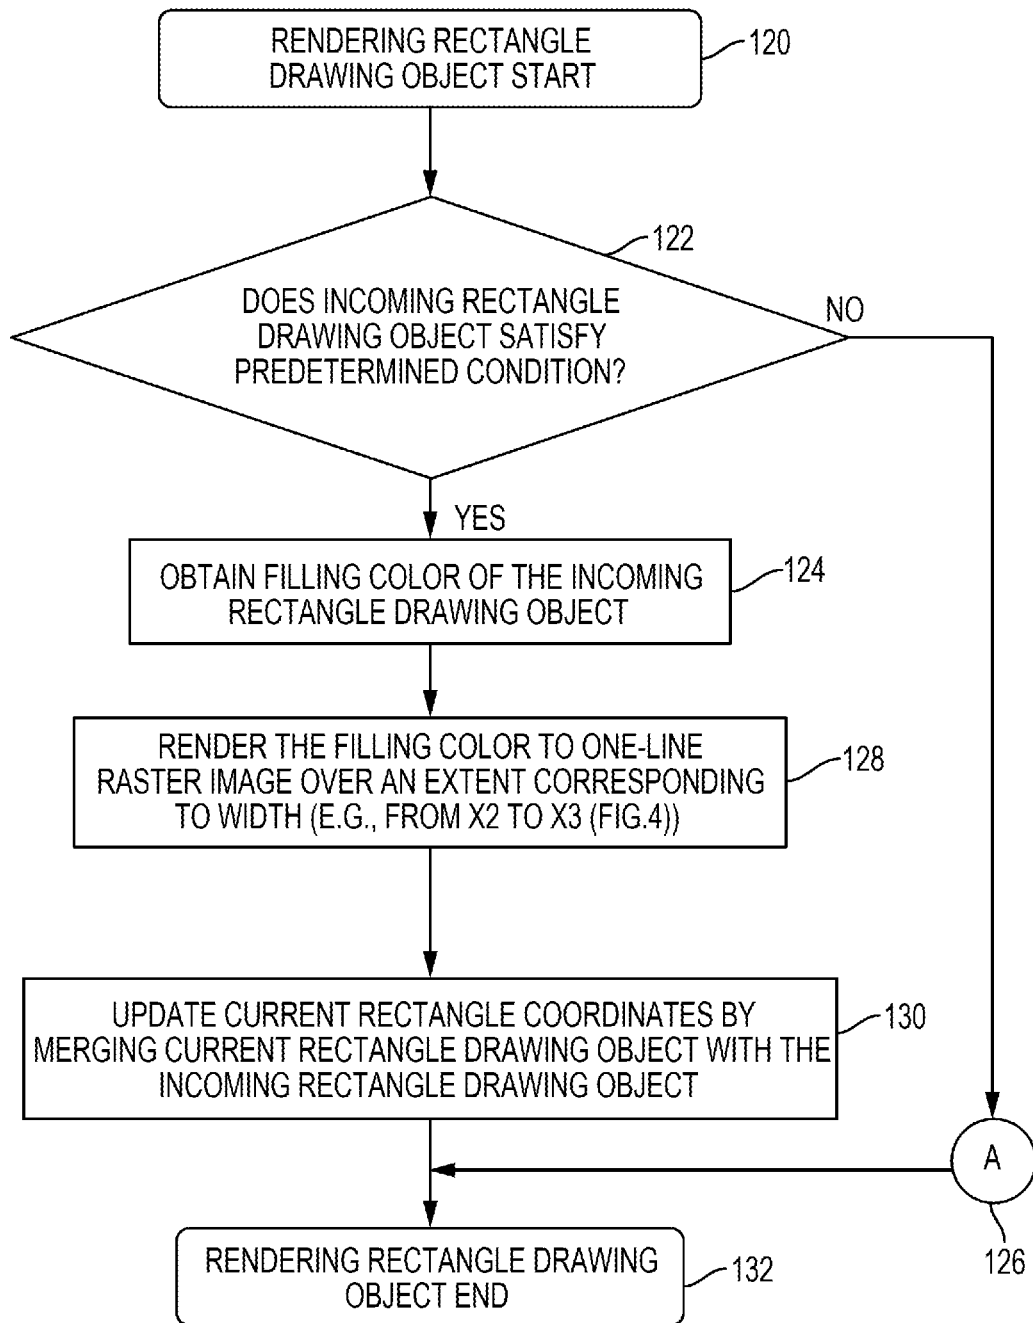 RENDERING RECTANGLE
DRAWING OBJECT START
120
122
DOES INCOMING RECTANGLE
DRAWING OBJECT SATISFY
PREDETERMINED CONDITION?
NO
YES
OBTAIN FILLING COLOR OF THE INCOMING
RECTANGLE DRAWING OBJECT
124
RENDER THE FILLING COLOR TO ONE-LINE
RASTER IMAGE OVER AN EXTENT CORRESPONDING
TO WIDTH (E.G., FROM X2 TO X3 (FIG.4))
128
UPDATE CURRENT RECTANGLE COORDINATES BY
MERGING CURRENT RECTANGLE DRAWING OBJECT WITH THE
INCOMING RECTANGLE DRAWING OBJECT
130
A
126
RENDERING RECTANGLE DRAWING
OBJECT END
132